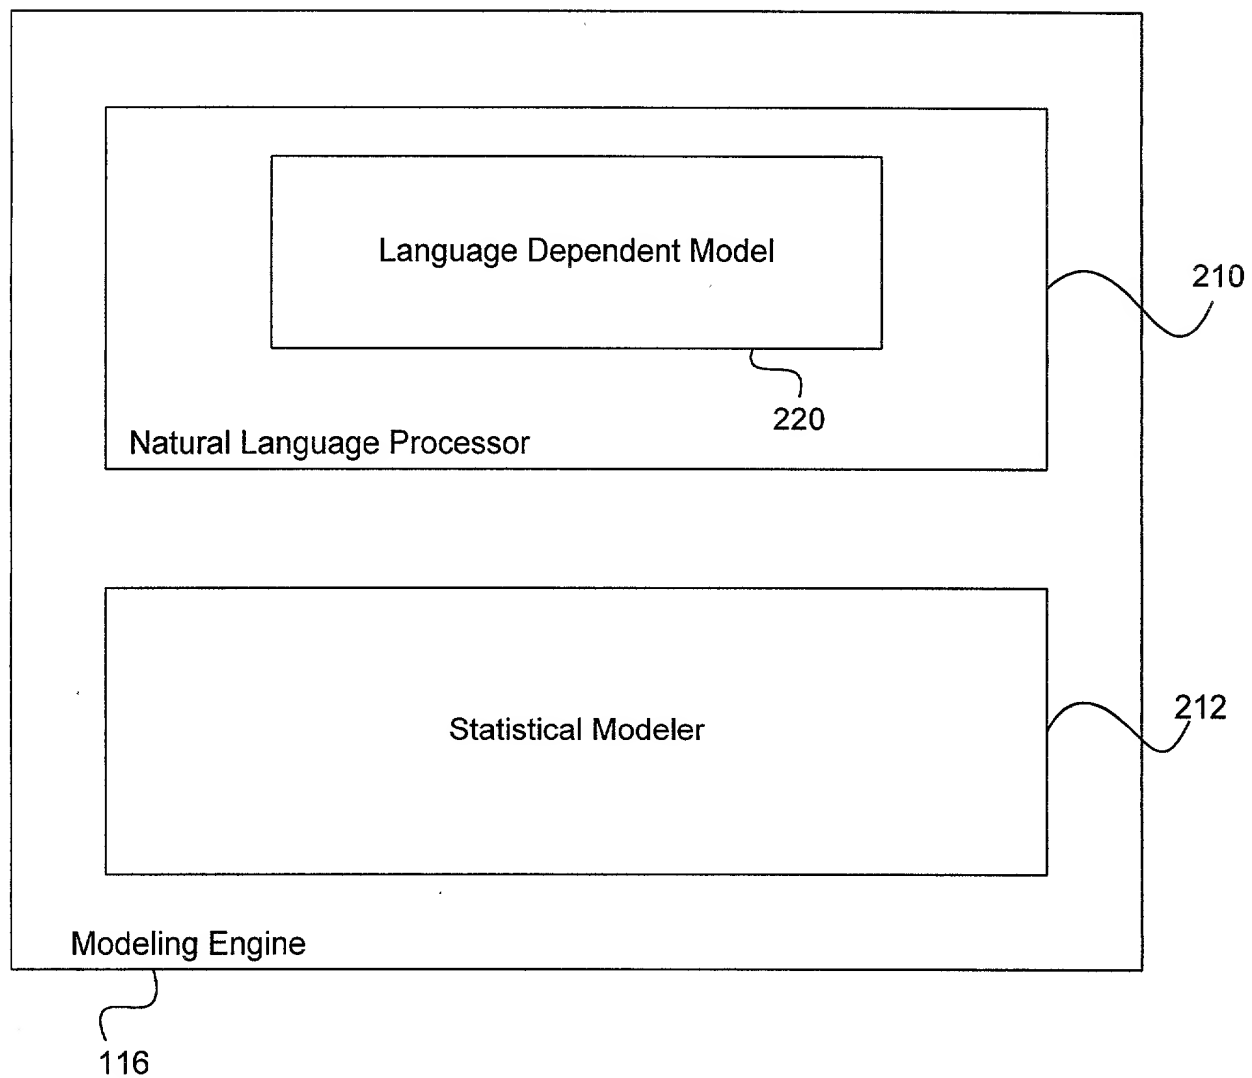 Language Dependent Model
210
220
Natural Language Processor
212
Statistical Modeler
Modeling Engine
116